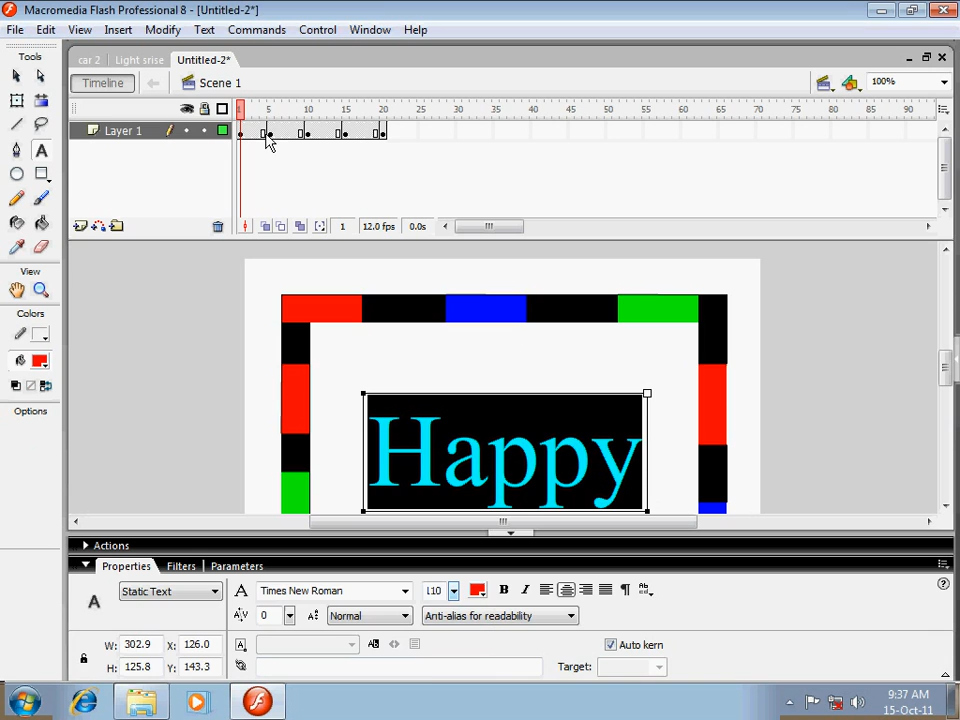 Macromedia Flash Professional 8 - [Untitled-2*]
File Edit View Insert Modify Text Commands Control Window Help
Tools
car 2 Light srise Untitled-2*
Timeline Scene 1 100%
1 5 10 15 20 25 30 35 40 45 50 55 60 65 70 75 80 85 90
Layer 1
1 12.0 fps 0.0s
View
Colors
Options
Happy
Actions
Properties Filters Parameters
Static Text A Times New Roman 110 B I
A
0 Normal Anti-alias for readability
W: 302.9 X: 126.0
Auto kern
H: 125.8 Y: 143.3
Target:
9:37 AM
15-Oct-11